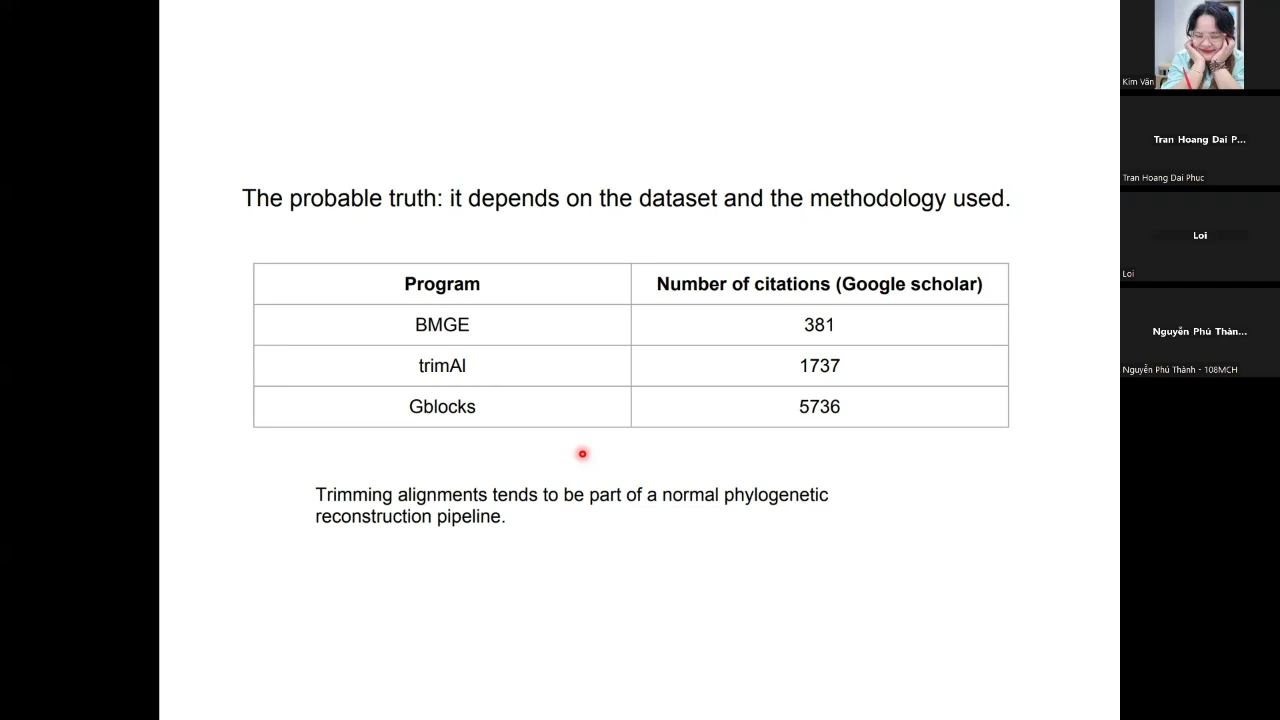 The probable truth: it depends on the dataset and the methodology used.
Program Number of citations (Google scholar)
BMGE 381
trimAl 1737
Gblocks 5736
Trimming alignments tends to be part of a normal phylogenetic
reconstruction pipeline.
Kim Vân
Tran Hoang Dai P...
Tran Hoang Dai Phuc
Loi
Loi
Nguyễn Phú Thàn...
Nguyễn Phú Thành - 108MCH